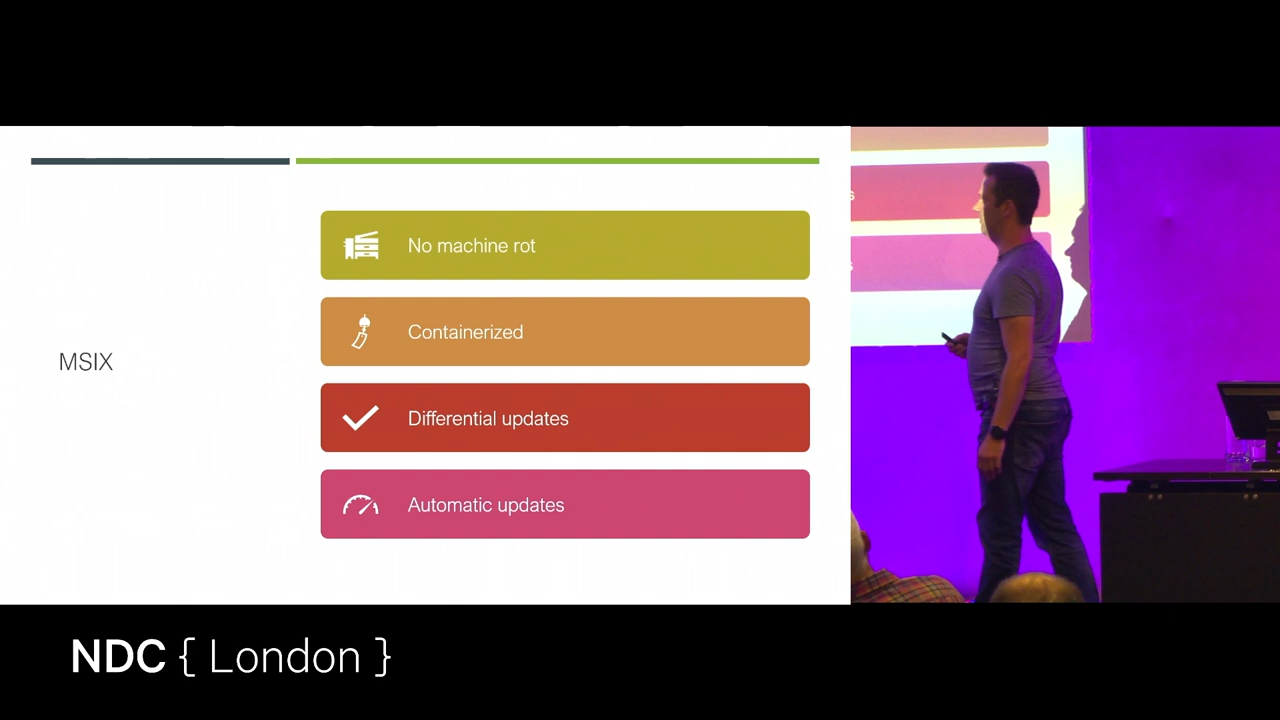 MSIX
No machine rot
Containerized
Differential updates
Automatic updates
NDC { London }